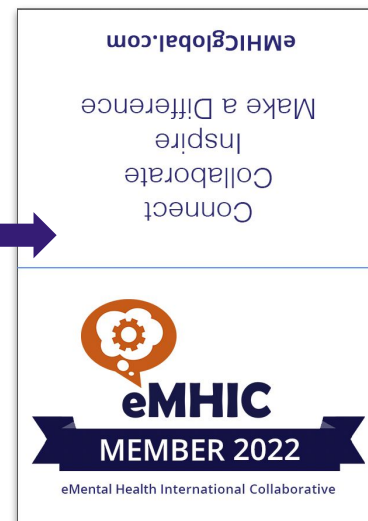 Connect
Collaborate
Inspire
Make a Difference
eMHICglobal.com
eMHIC
MEMBER 2022
eMental Health International Collaborative